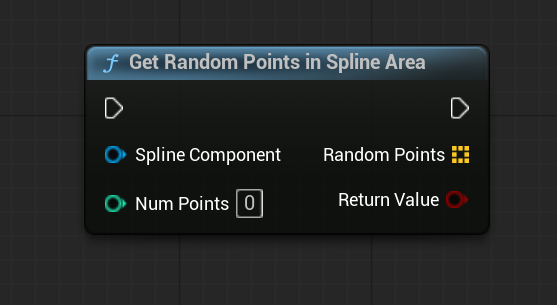 Get Random Points in Spline Area
Spline Component
Random Points
Num Points 0
Return Value